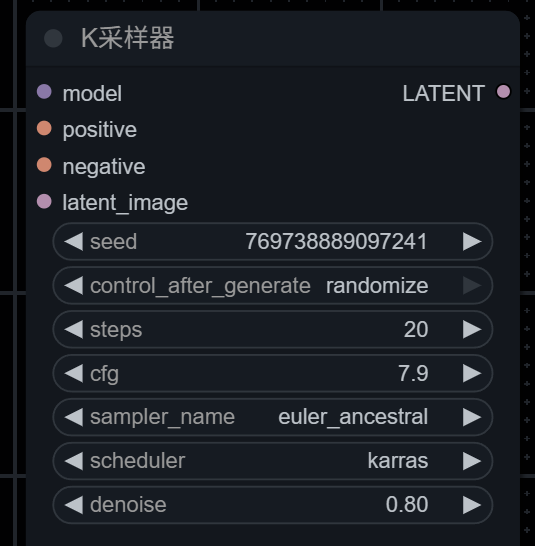 K采样器
model LATENT
positive
negative
latent_image
seed 769738889097241
control_after_generate randomize
steps 20
cfg 7.9
sampler_name euler_ancestral
scheduler karras
denoise 0.80